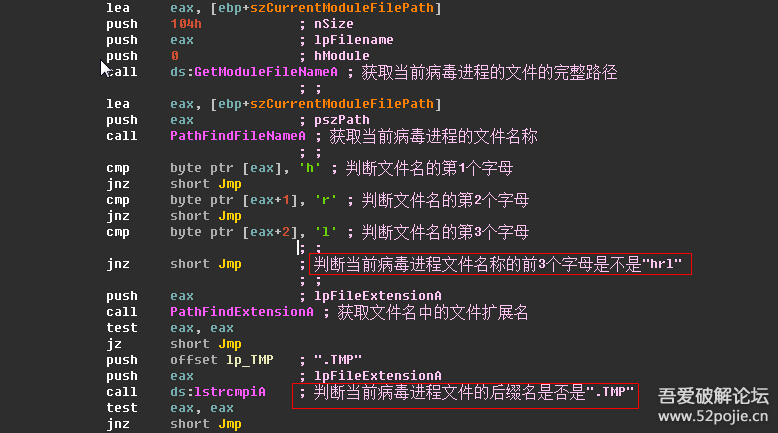 lea eax, [ebp+szCurrentModuleFilePath]
push 104h ; nSize
push eax ; lpFilename
push 0 ; hModule
call ds:GetModuleFileNameA ; 获取当前病毒进程的文件的完整路径
; ;
lea eax, [ebp+szCurrentModuleFilePath]
push eax ; pszPath
call PathFindFileNameA ; 获取当前病毒进程的文件名称
; ;
cmp byte ptr [eax], 'h' ; 判断文件名的第1个字母
jnz short Jmp
cmp byte ptr [eax+1], 'r' ; 判断文件名的第2个字母
jnz short Jmp
cmp byte ptr [eax+2], 'l' ; 判断文件名的第3个字母
; ;
jnz short Jmp ; 判断当前病毒进程文件名称的前3个字母是不是"hrl"
; ;
push eax ; lpFileExtensionA
call PathFindExtensionA ; 获取文件名中的文件扩展名
test eax, eax
jz short Jmp
push offset lp_TMP ; ".TMP"
push eax ; lpFileExtensionA
call ds:lstrcmpiA ; 判断当前病毒进程文件的后缀名是否是".TMP"
test eax, eax
jnz short Jmp
吾爱破解论坛
www.52pojie.cn